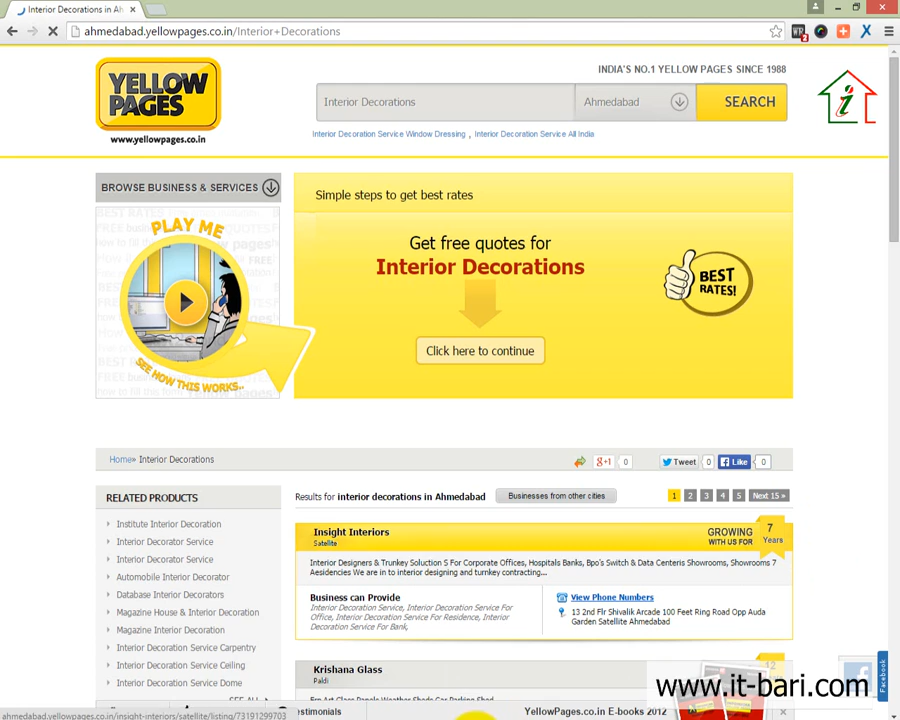 Interior Decorations in Ah
ahmedabad.yellowpages.co.in/Interior+Decorations
2
YELLOW
PAGES
www.yellowpages.co.in
INDIA'S NO.1 YELLOW PAGES SINCE 1988
Interior Decorations
Ahmedabad
SEARCH
Interior Decoration Service Window Dressing , Interior Decoration Service All India
i
BROWSE BUSINESS & SERVICES
PLAY ME
SEE HOW THIS WORKS..
Simple steps to get best rates
Get free quotes for
Interior Decorations
Click here to continue
BEST
RATES!
Home» Interior Decorations
g+1 0
Tweet 0
Like 0
RELATED PRODUCTS
Institute Interior Decoration
Interior Decorator Service
Interior Decorator Service
Automobile Interior Decorator
Database Interior Decorators
Magazine House & Interior Decoration
Magazine Interior Decoration
Interior Decoration Service Carpentry
Interior Decoration Service Ceiling
Interior Decoration Service Dome
Results for interior decorations in Ahmedabad
Businesses from other cities
1 2 3 4 5 Next 15 »
Insight Interiors
Satellite
GROWING
WITH US FOR
7
Years
Interior Designers & Trunkey Soluition S For Corporate Offices, Hospitals Banks, Bpo's Switch & Data Centeris Showrooms, Showrooms 7
Aesidencies We are in to interior designing and turnkey contracting...
Business can Provide
Interior Decoration Service, Interior Decoration Service For
Office, Interior Decoration Service For Residence, Interior
Decoration Service For Bank,
View Phone Numbers
13 2nd Flr Shivalik Arcade 100 Feet Ring Road Opp Auda
Garden Satellite Ahmedabad
Krishana Glass
Paldi
12
Facebook
www.it-bari.com
ahmedabad.yellowpages.co.in/insight-interiors/satellite/listing/73191299703
stimonials
YellowPages.co.in E-books 2012